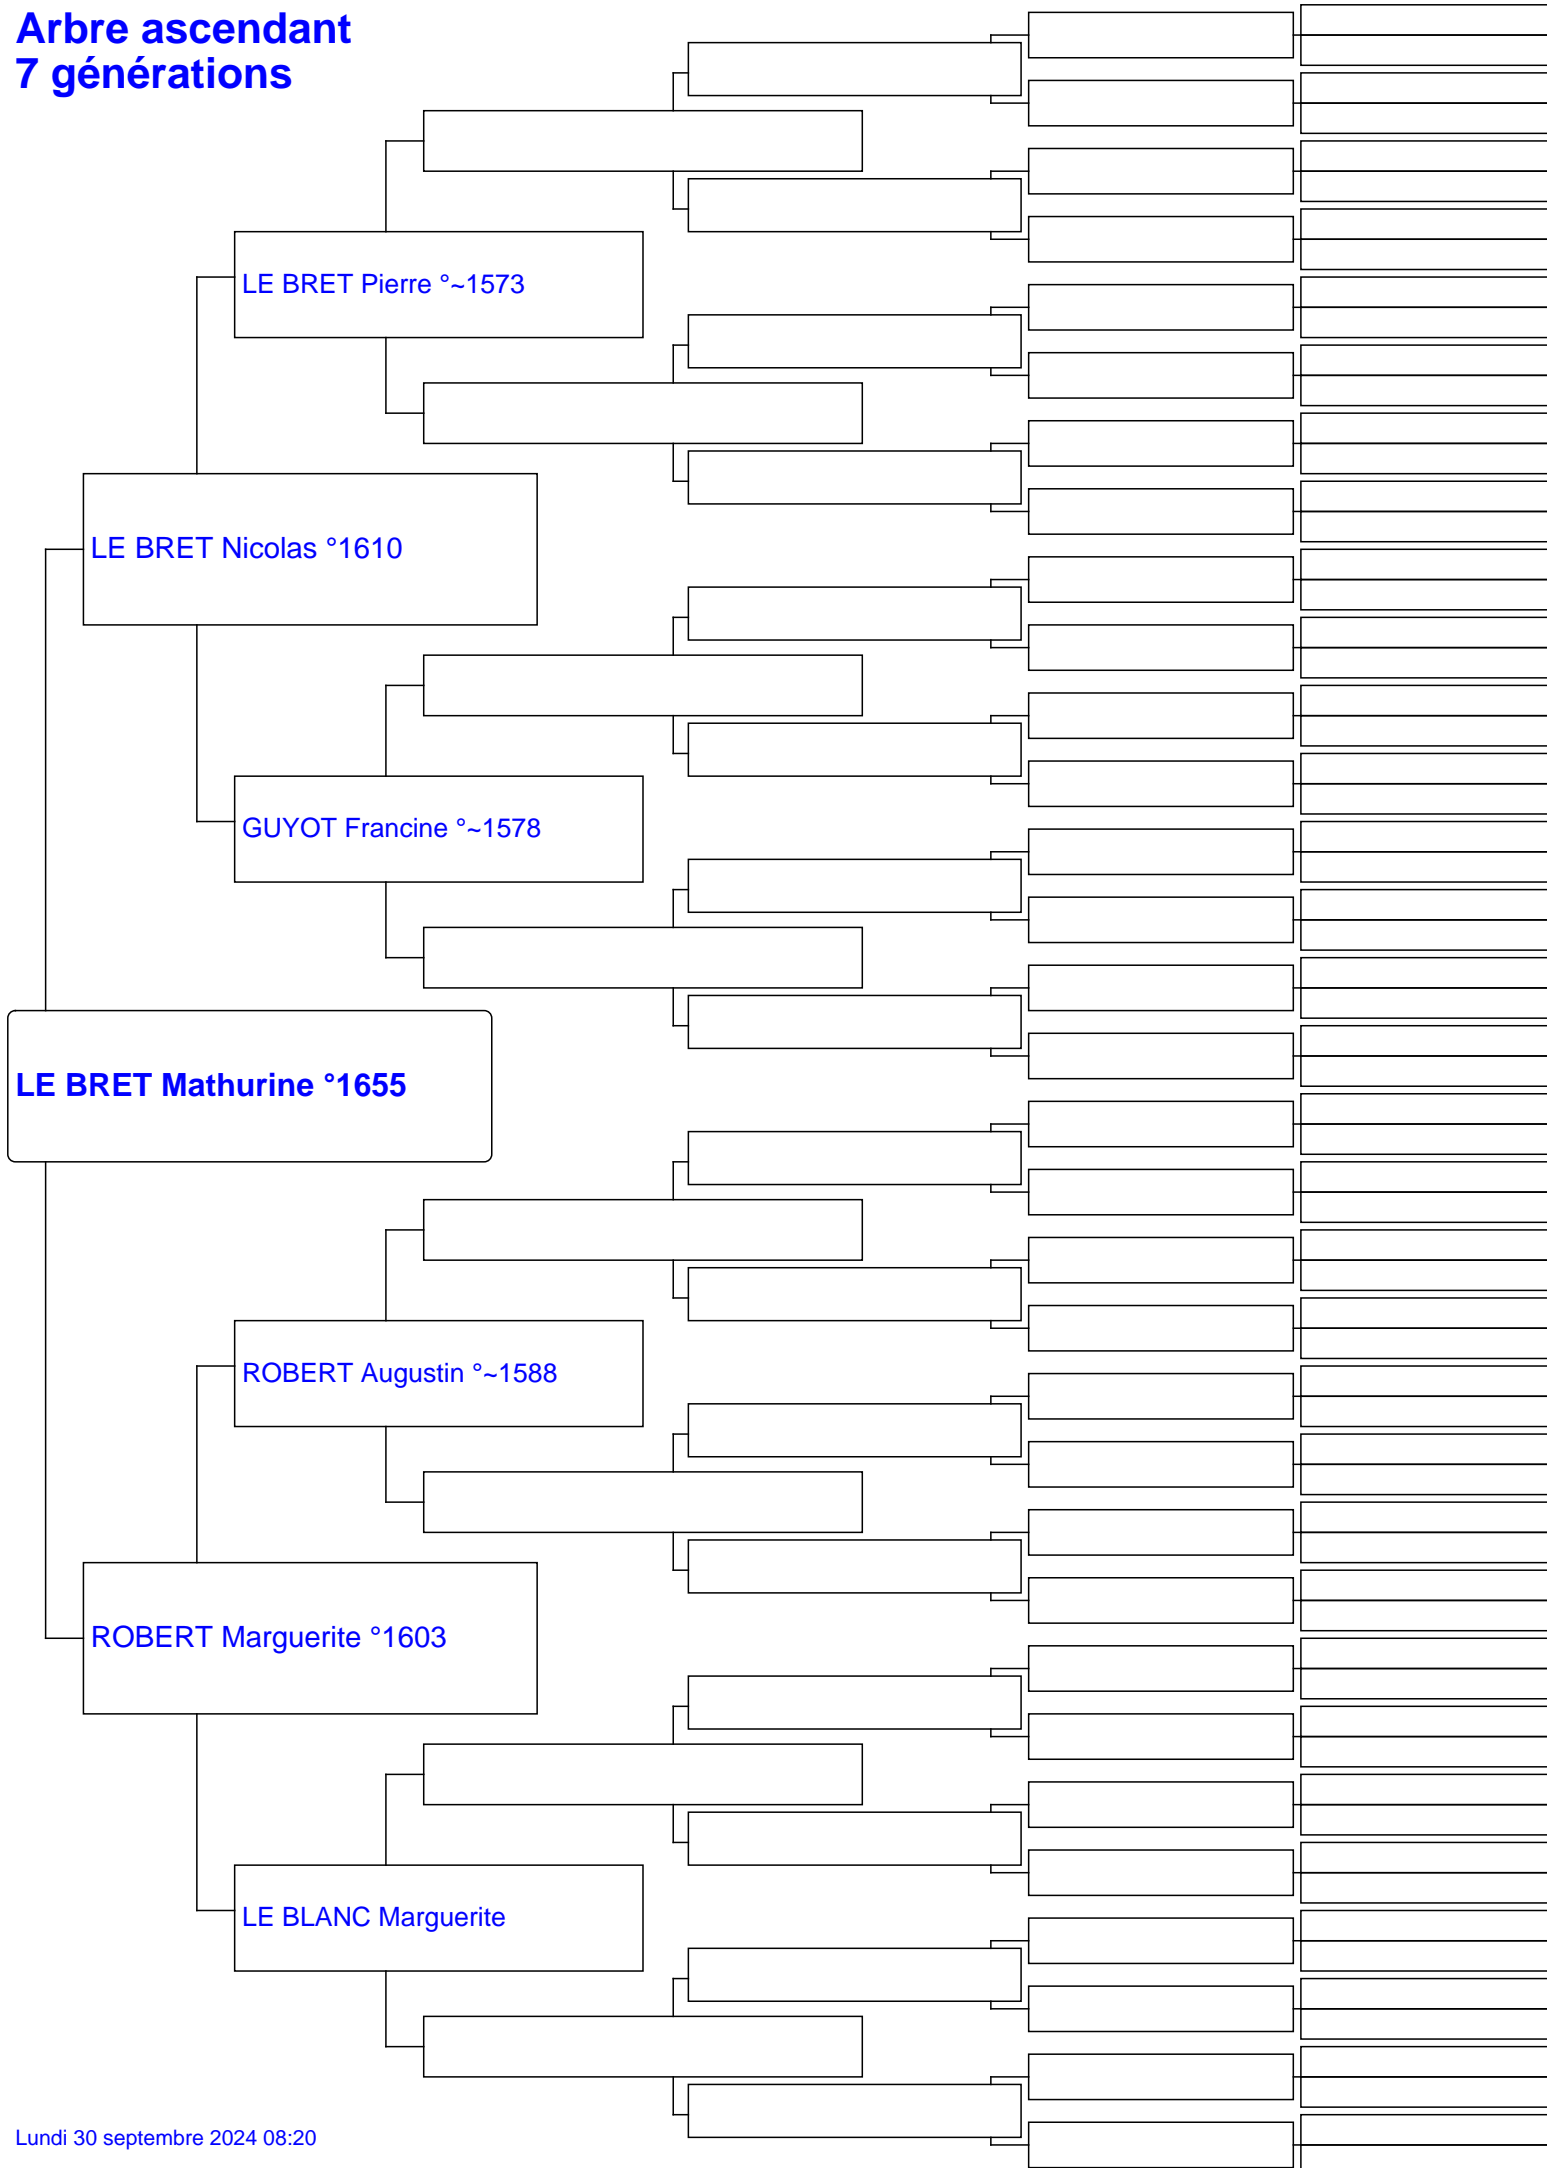 Arbre ascendant
7 générations
LE BRET Pierre °~1573
LE BRET Nicolas °1610
GUYOT Francine °~1578
LE BRET Mathurine °1655
ROBERT Augustin °~1588
ROBERT Marguerite °1603
LE BLANC Marguerite
Lundi 30 septembre 2024 08:20